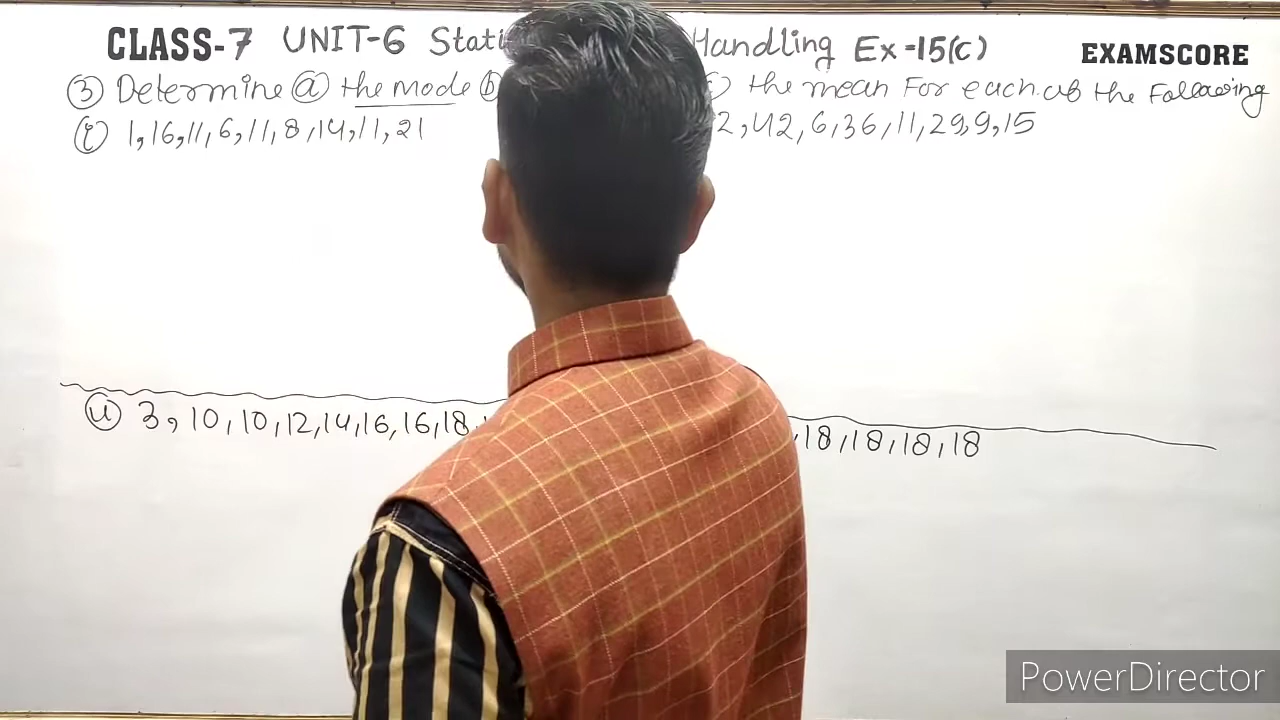 CLASS-7 UNIT-6 Stati Handling Ex-15(C) EXAMSCORE
③ Determine ⓐ the mode ⓑ the mean For each of the Following
(i) 1,16,11,6,11,8,14,11,21 2,42,6,36,11,29,9,15
(ii) 3,10,10,12,14,16,16,18, ,18,18,18,18
PowerDirector